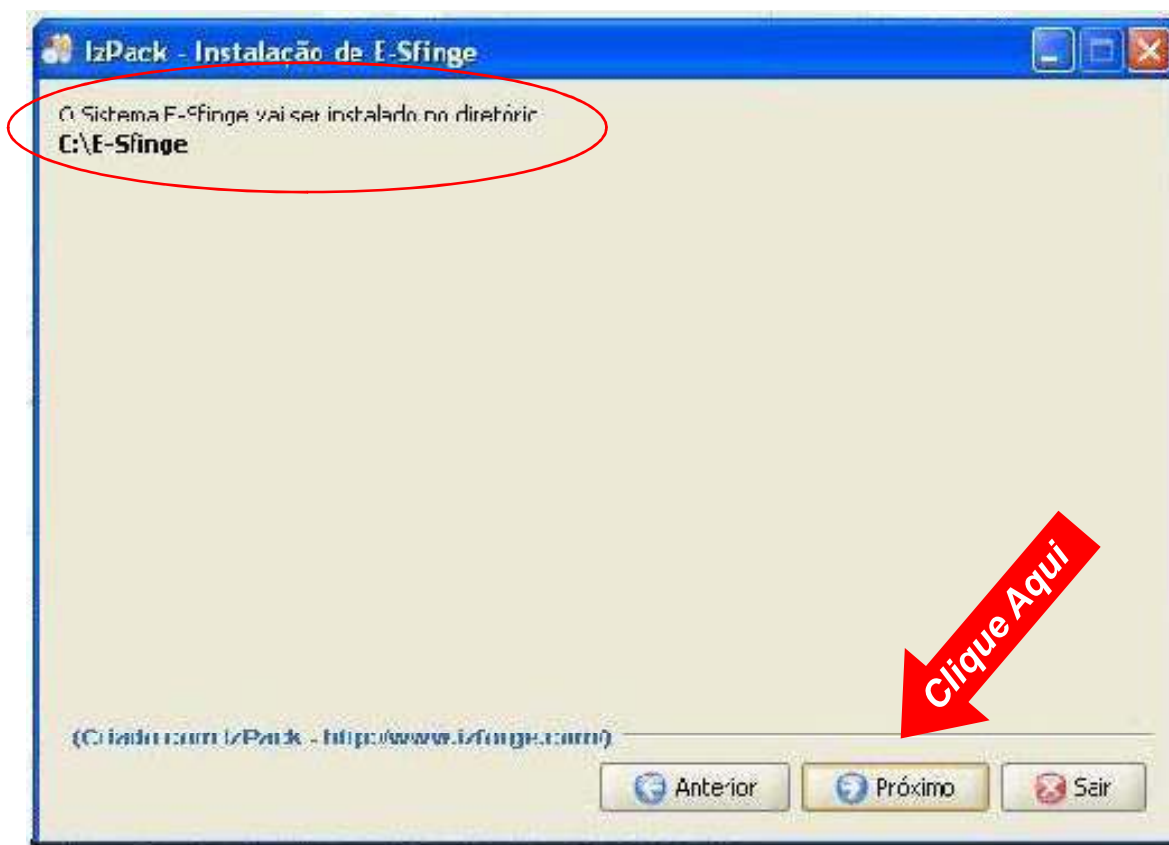 IzPack - Instalação de E-Sfinge
O Sistema E-Sfinge vai ser instalado no diretório
C:\E-Sfinge
Clique Aqui
(Criado com IzPack - http://www.izforge.com/)
Anterior
Próximo
Sair